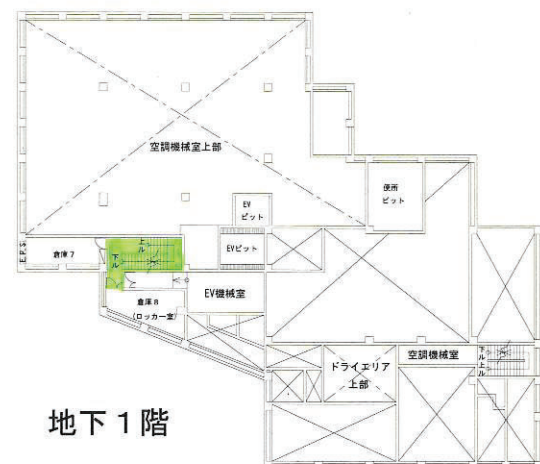 空調機械室上部
EV
ピット
便所
ピット
E.P.S
倉庫7
上ル
下ル
EVピット
倉庫8
(ロッカー室)
EV機械室
ドライエリア
上部
空調機械室
下ル上ル
地下1階